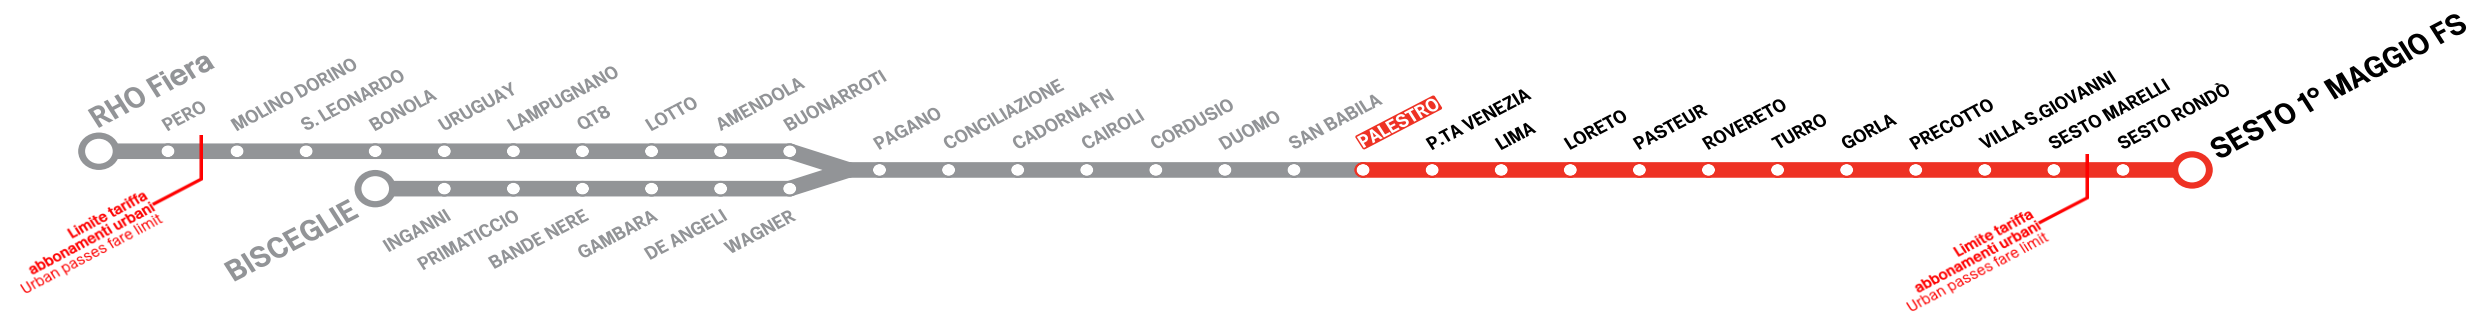 RHO Fiera
PERO
MOLINO DORINO
S. LEONARDO
BONOLA
URUGUAY
LAMPUGNANO
QT8
LOTTO
AMENDOLA
BUONARROTI
PAGANO
CONCILIAZIONE
CADORNA FN
CAIROLI
CORDUSIO
DUOMO
SAN BABILA
PALESTRO
P.TA VENEZIA
LIMA
LORETO
PASTEUR
ROVERETO
TURRO
GORLA
PRECOTTO
VILLA S.GIOVANNI
SESTO MARELLI
SESTO RONDÒ
SESTO 1° MAGGIO FS
Limite tariffa
abbonamenti urbani
Urban passes fare limit
BISCEGLIE
INGANNI
PRIMATICCIO
BANDE NERE
GAMBARA
DE ANGELI
WAGNER
Limite tariffa
abbonamenti urbani
Urban passes fare limit